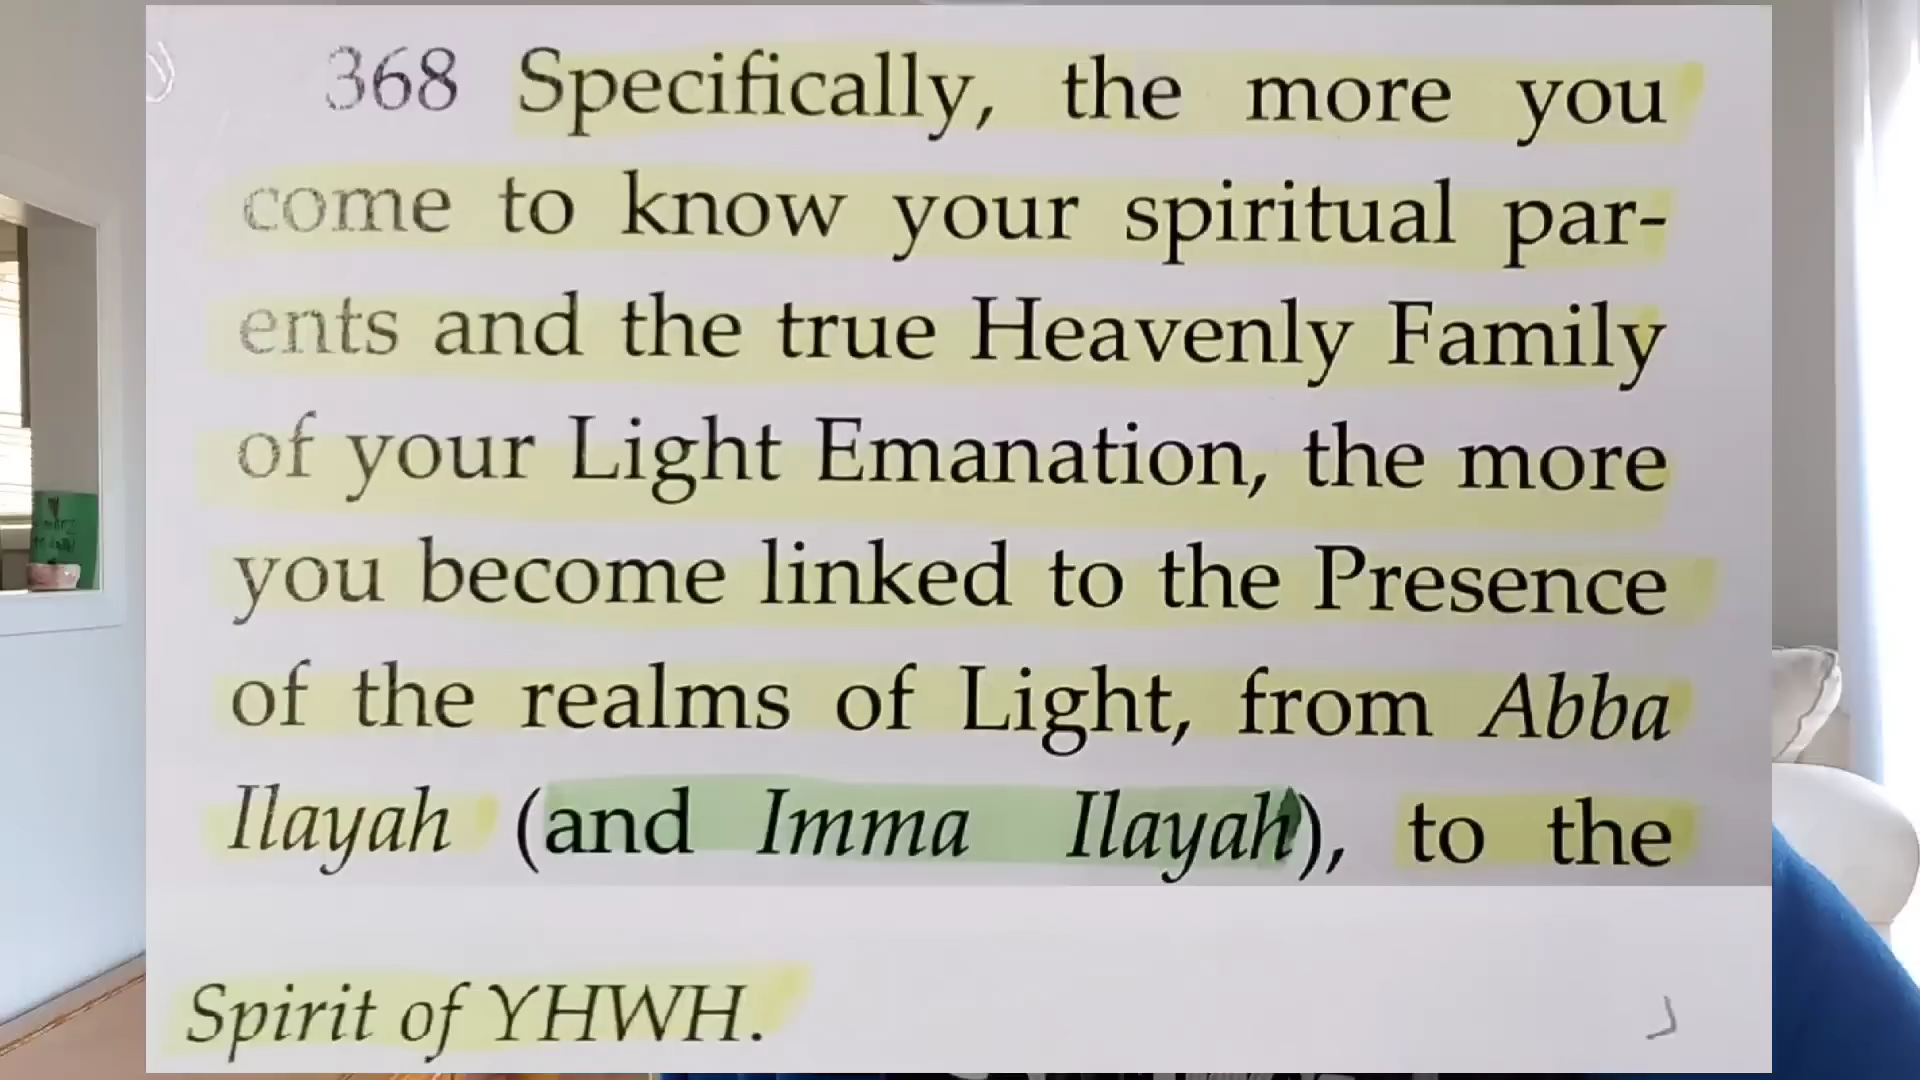 368 Specifically, the more you
come to know your spiritual par-
ents and the true Heavenly Family
of your Light Emanation, the more
you become linked to the Presence
of the realms of Light, from Abba
Ilayah (and Imma Ilayah), to the
Spirit of YHWH.